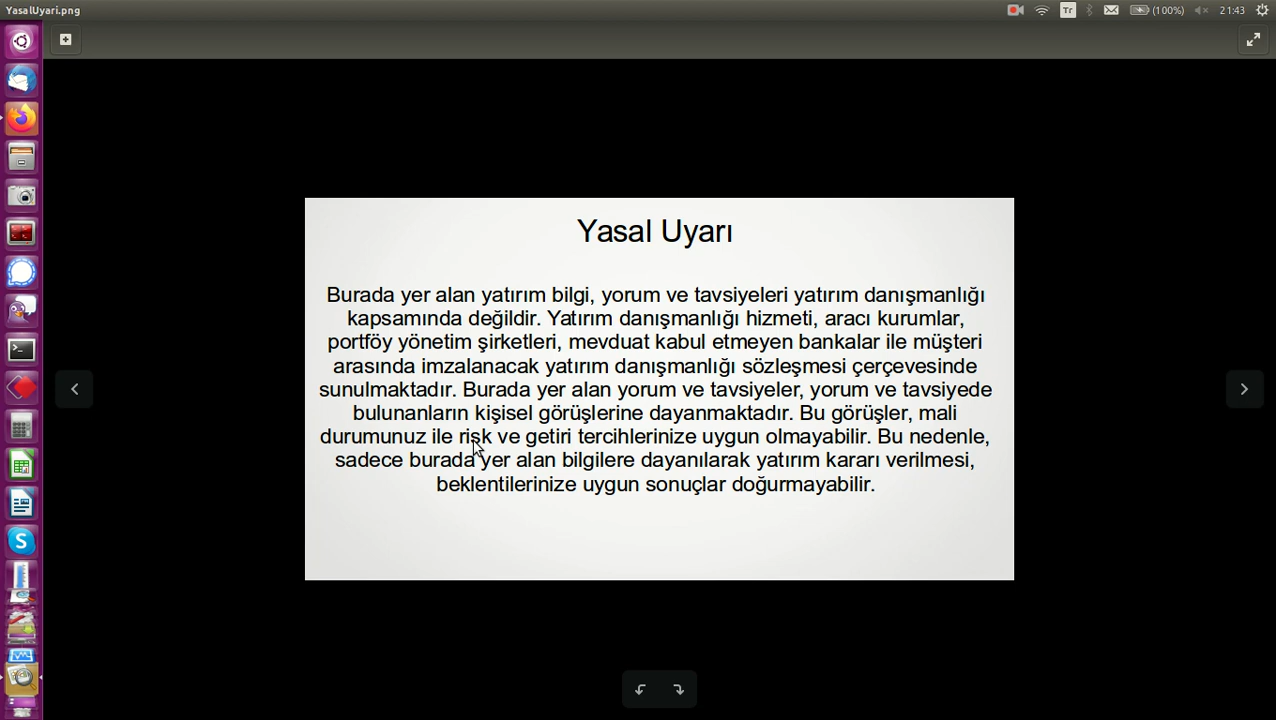 YasalUyari.png
Tr
(100%)
21:43
Yasal Uyarı
Burada yer alan yatırım bilgi, yorum ve tavsiyeleri yatırım danışmanlığı
kapsamında değildir. Yatırım danışmanlığı hizmeti, aracı kurumlar,
portföy yönetim şirketleri, mevduat kabul etmeyen bankalar ile müşteri
arasında imzalanacak yatırım danışmanlığı sözleşmesi çerçevesinde
sunulmaktadır. Burada yer alan yorum ve tavsiyeler, yorum ve tavsiyede
bulunanların kişisel görüşlerine dayanmaktadır. Bu görüşler, mali
durumunuz ile risk ve getiri tercihlerinize uygun olmayabilir. Bu nedenle,
sadece burada yer alan bilgilere dayanılarak yatırım kararı verilmesi,
beklentilerinize uygun sonuçlar doğurmayabilir.